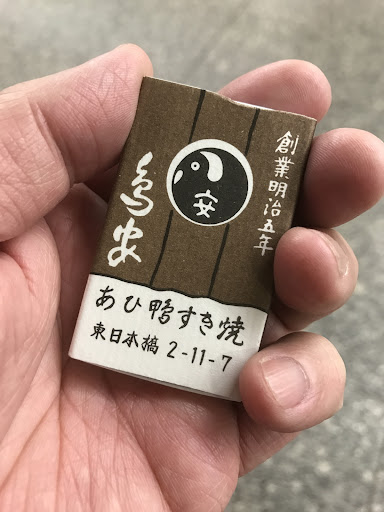 創業明治五年
安
鳥安
あひ鴨すき焼
東日本橋 2-11-7